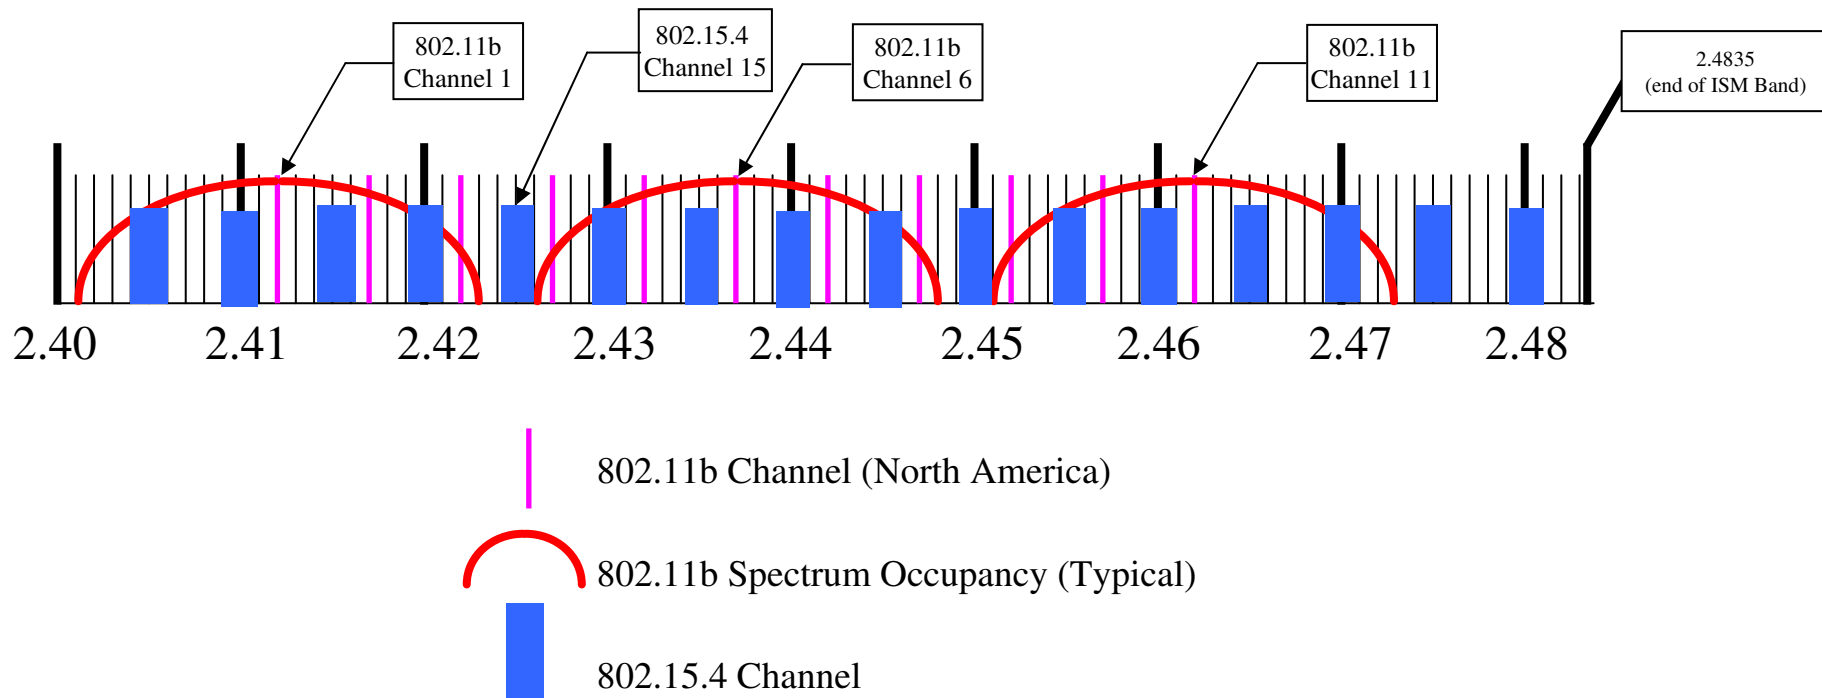 802.11b
Channel 1
802.15.4
Channel 15
802.11b
Channel 6
802.11b
Channel 11
2.4835
(end of ISM Band)
2.40 2.41 2.42 2.43 2.44 2.45 2.46 2.47 2.48
802.11b Channel (North America)
802.11b Spectrum Occupancy (Typical)
802.15.4 Channel